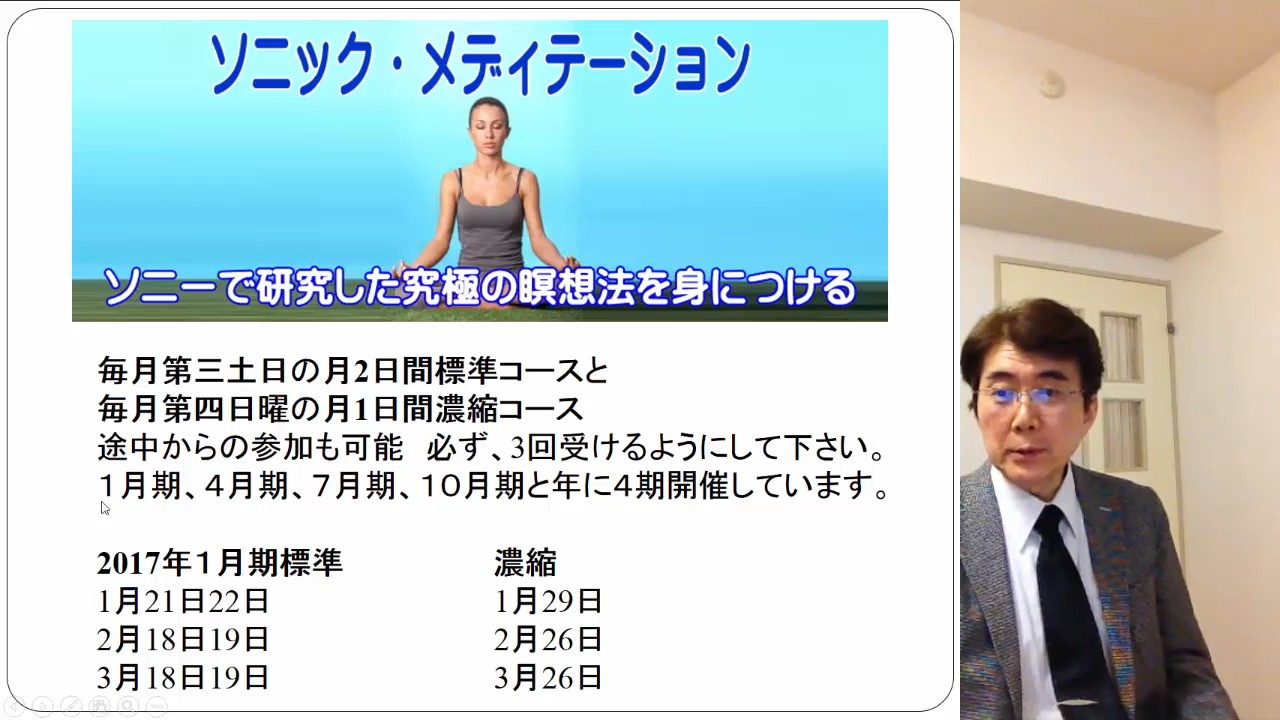 ソニック・メディテーション
ソニーで研究した究極の瞑想法を身につける
毎月第三土日の月2日間標準コースと
毎月第四日曜の月1日間濃縮コース
途中からの参加も可能　必ず、3回受けるようにして下さい。
１月期、４月期、７月期、１０月期と年に４期開催しています。
2017年１月期標準　濃縮
1月21日22日　1月29日
2月18日19日　2月26日
3月18日19日　3月26日